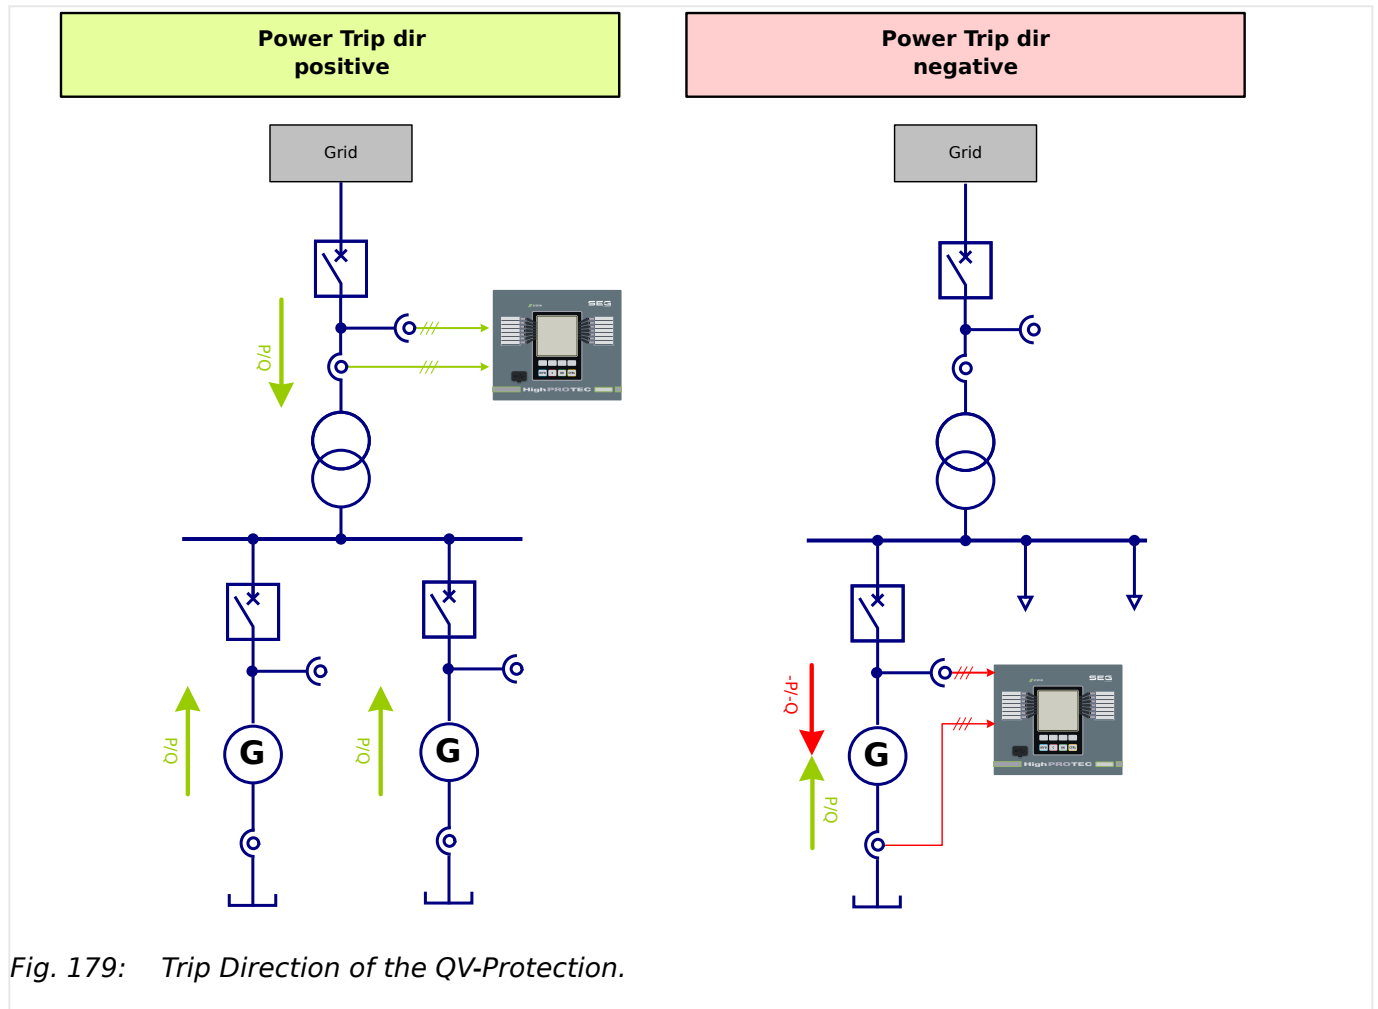 Power Trip dir
positive
Power Trip dir
negative
Grid
Grid
P/Q
SEG
HighPROTEC
P/Q
P/Q
G
G
-P/-Q
P/Q
G
SEG
HighPROTEC
Fig. 179: Trip Direction of the QV-Protection.